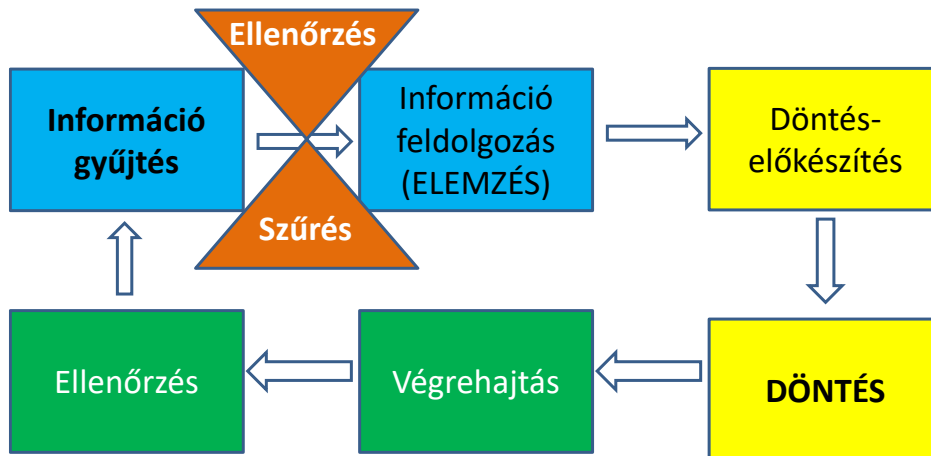 Ellenőrzés
Információ
gyűjtés
Szűrés
Információ
feldolgozás
(ELEMZÉS)
Döntés-
előkészítés
DÖNTÉS
Végrehajtás
Ellenőrzés